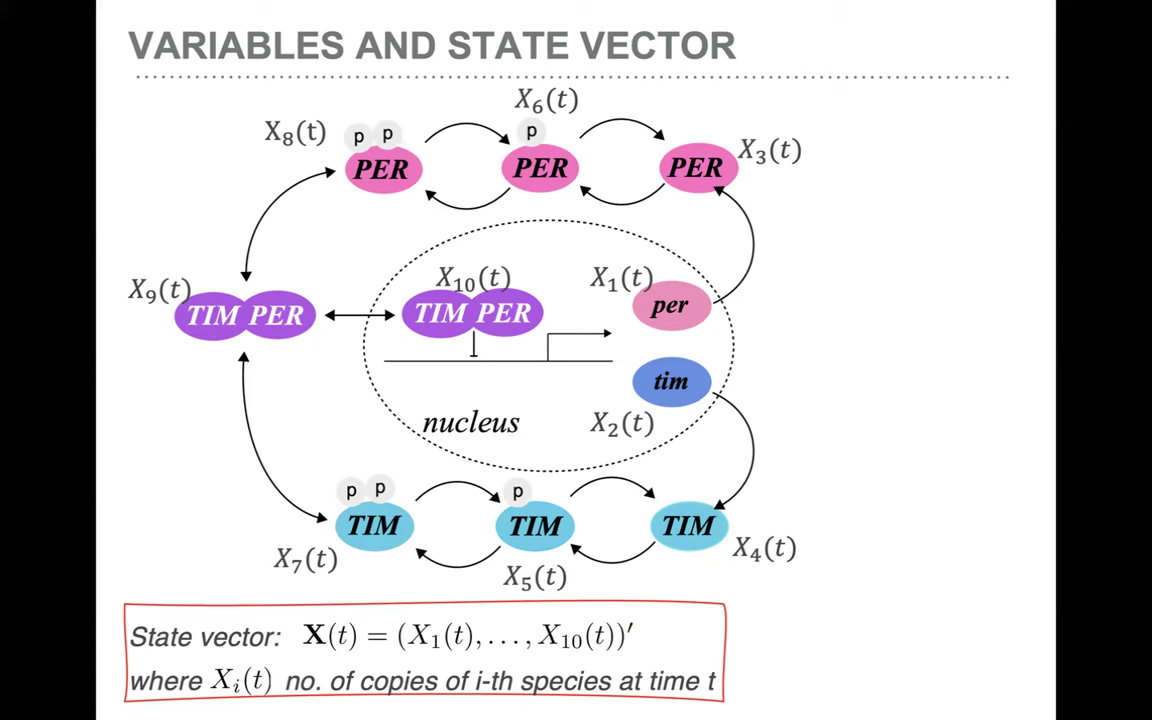 VARIABLES AND STATE VECTOR
X₆(t)
X₈(t)
p p
p
X₃(t)
PER
PER
PER
X₉(t)
X₁₀(t)
X₁(t)
TIM PER
TIM PER
per
tim
nucleus
X₂(t)
p p
p
TIM
TIM
TIM
X₇(t)
X₅(t)
X₄(t)
State vector: X(t) = (X₁(t), . . . , X₁₀(t))′
where Xᵢ(t) no. of copies of i-th species at time t